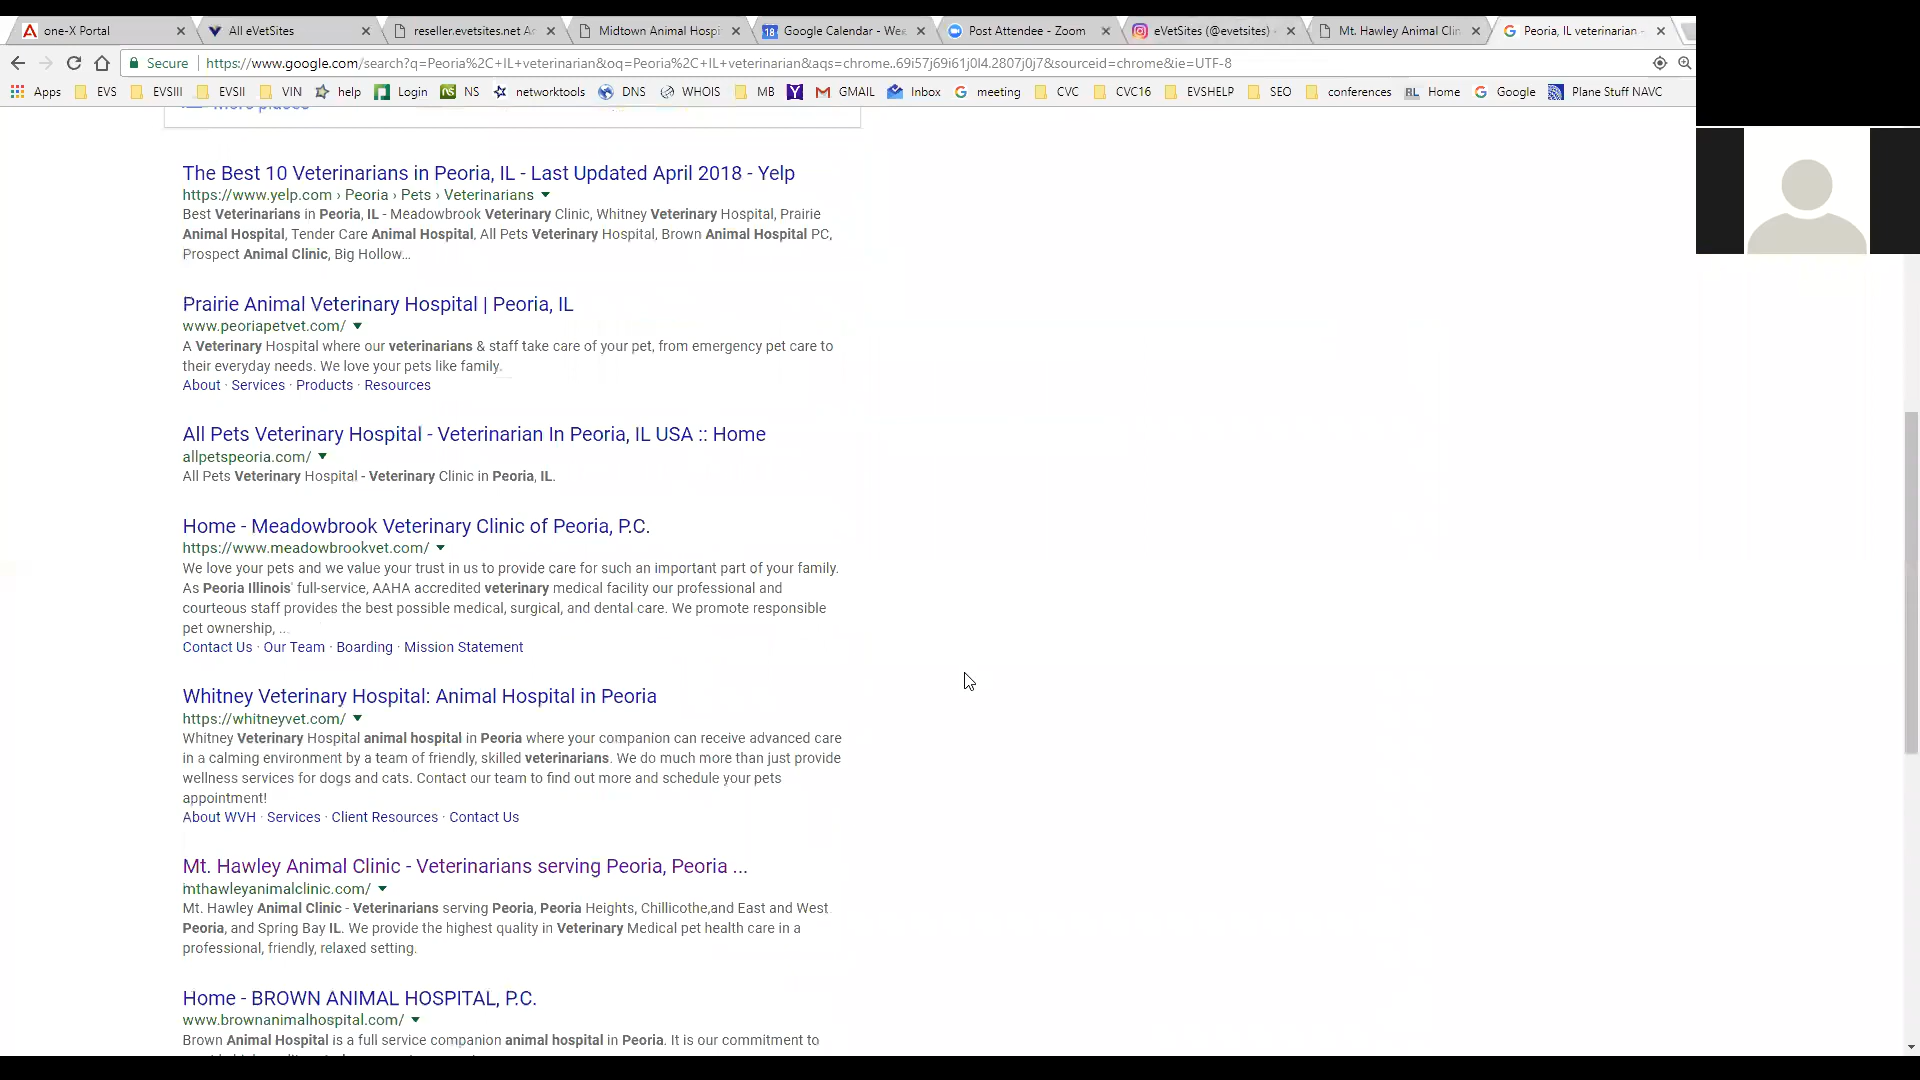 one-X Portal
All eVetSites
reseller.evetsites.net Ac
Midtown Animal Hospi
18 Google Calendar - Wee
Post Attendee - Zoom
eVetSites (@evetsites)
Mt. Hawley Animal Clin
Peoria, IL veterinarian -
Secure https://www.google.com/search?q=Peoria%2C+IL+veterinarian&oq=Peoria%2C+IL+veterinarian&aqs=chrome..69i57j69i61j0l4.2807j0j7&sourceid=chrome&ie=UTF-8
Apps EVS EVSIII EVSII VIN help Login NS networktools DNS WHOIS MB GMAIL Inbox meeting CVC CVC16 EVSHELP SEO conferences RL Home Google Plane Stuff NAVC
More places
The Best 10 Veterinarians in Peoria, IL - Last Updated April 2018 - Yelp
https://www.yelp.com › Peoria › Pets › Veterinarians
Best Veterinarians in Peoria, IL - Meadowbrook Veterinary Clinic, Whitney Veterinary Hospital, Prairie
Animal Hospital, Tender Care Animal Hospital, All Pets Veterinary Hospital, Brown Animal Hospital PC,
Prospect Animal Clinic, Big Hollow...
Prairie Animal Veterinary Hospital | Peoria, IL
www.peoriapetvet.com/
A Veterinary Hospital where our veterinarians & staff take care of your pet, from emergency pet care to
their everyday needs. We love your pets like family.
About · Services · Products · Resources
All Pets Veterinary Hospital - Veterinarian In Peoria, IL USA :: Home
allpetspeoria.com/
All Pets Veterinary Hospital - Veterinary Clinic in Peoria, IL.
Home - Meadowbrook Veterinary Clinic of Peoria, P.C.
https://www.meadowbrookvet.com/
We love your pets and we value your trust in us to provide care for such an important part of your family.
As Peoria Illinois' full-service, AAHA accredited veterinary medical facility our professional and
courteous staff provides the best possible medical, surgical, and dental care. We promote responsible
pet ownership, ...
Contact Us · Our Team · Boarding · Mission Statement
Whitney Veterinary Hospital: Animal Hospital in Peoria
https://whitneyvet.com/
Whitney Veterinary Hospital animal hospital in Peoria where your companion can receive advanced care
in a calming environment by a team of friendly, skilled veterinarians. We do much more than just provide
wellness services for dogs and cats. Contact our team to find out more and schedule your pets
appointment!
About WVH · Services · Client Resources · Contact Us
Mt. Hawley Animal Clinic - Veterinarians serving Peoria, Peoria ...
mthawleyanimalclinic.com/
Mt. Hawley Animal Clinic - Veterinarians serving Peoria, Peoria Heights, Chillicothe,and East and West
Peoria, and Spring Bay IL. We provide the highest quality in Veterinary Medical pet health care in a
professional, friendly, relaxed setting.
Home - BROWN ANIMAL HOSPITAL, P.C.
www.brownanimalhospital.com/
Brown Animal Hospital is a full service companion animal hospital in Peoria. It is our commitment to